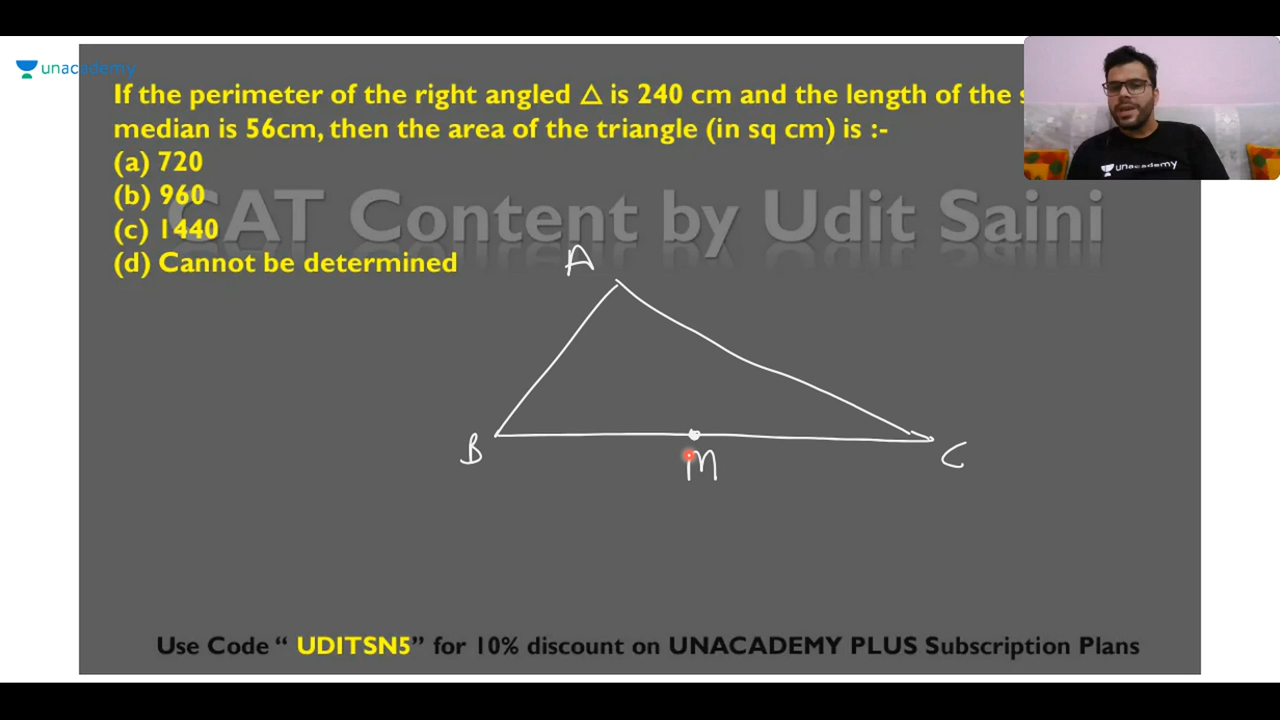 unacademy
If the perimeter of the right angled △ is 240 cm and the length of the
median is 56cm, then the area of the triangle (in sq cm) is :-
(a) 720
(b) 960
(c) 1440
(d) Cannot be determined
CAT Content by Udit Saini
unacademy
A
B
M
C
Use Code “ UDITSN5” for 10% discount on UNACADEMY PLUS Subscription Plans